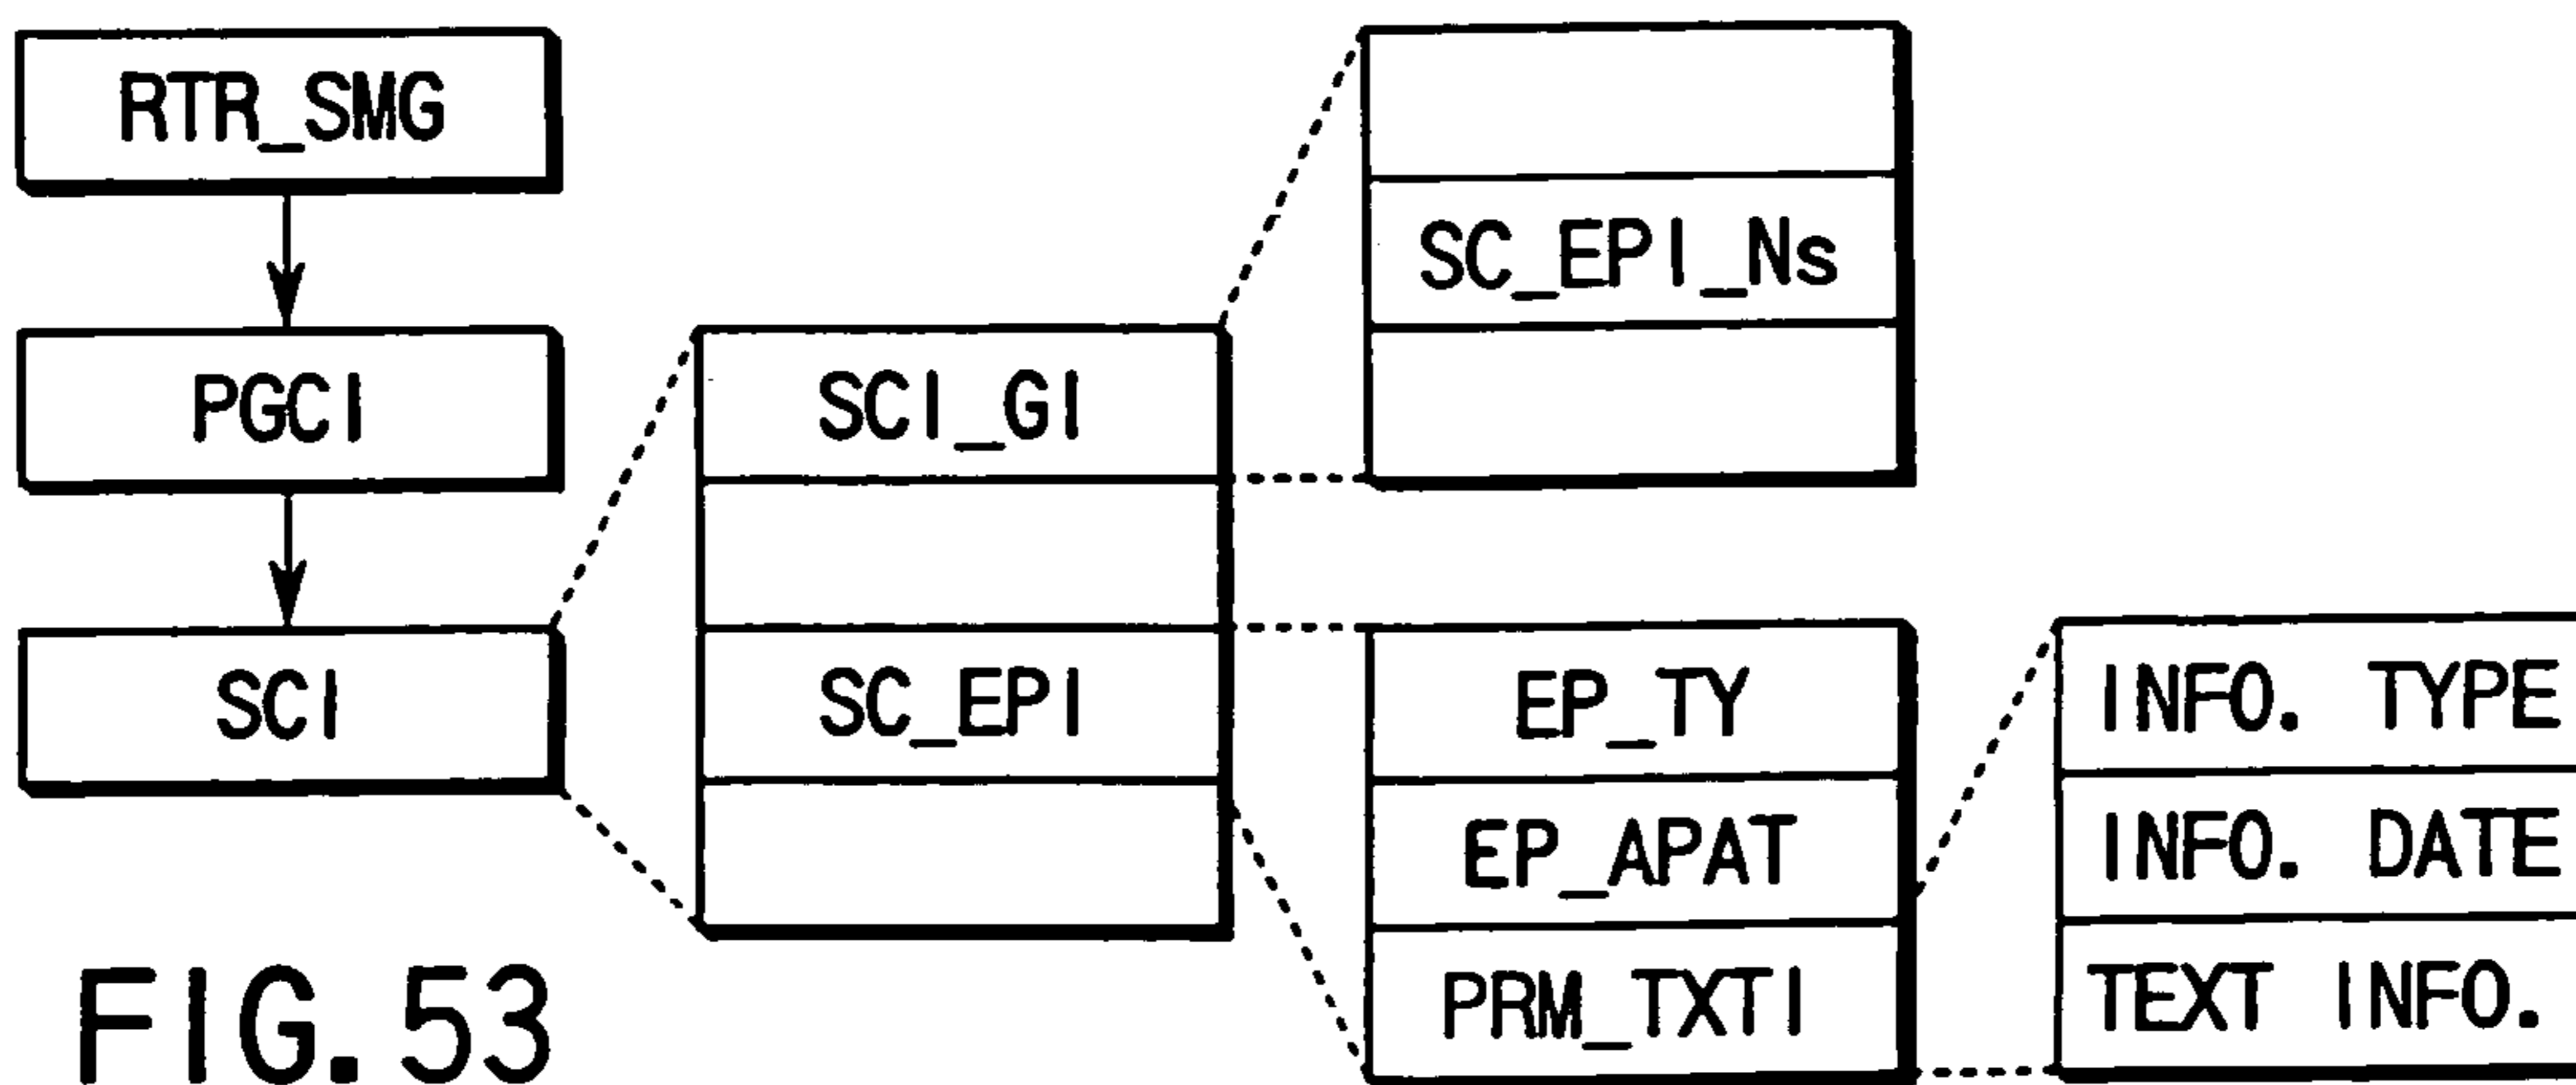 RTR_SMG
PGCI
SCI
SCI_GI
SC_EPI
SC_EPI_Ns
EP_TY
EP_APAT
PRM_TXTI
INFO. TYPE
INFO. DATE
TEXT INFO.
FIG. 53